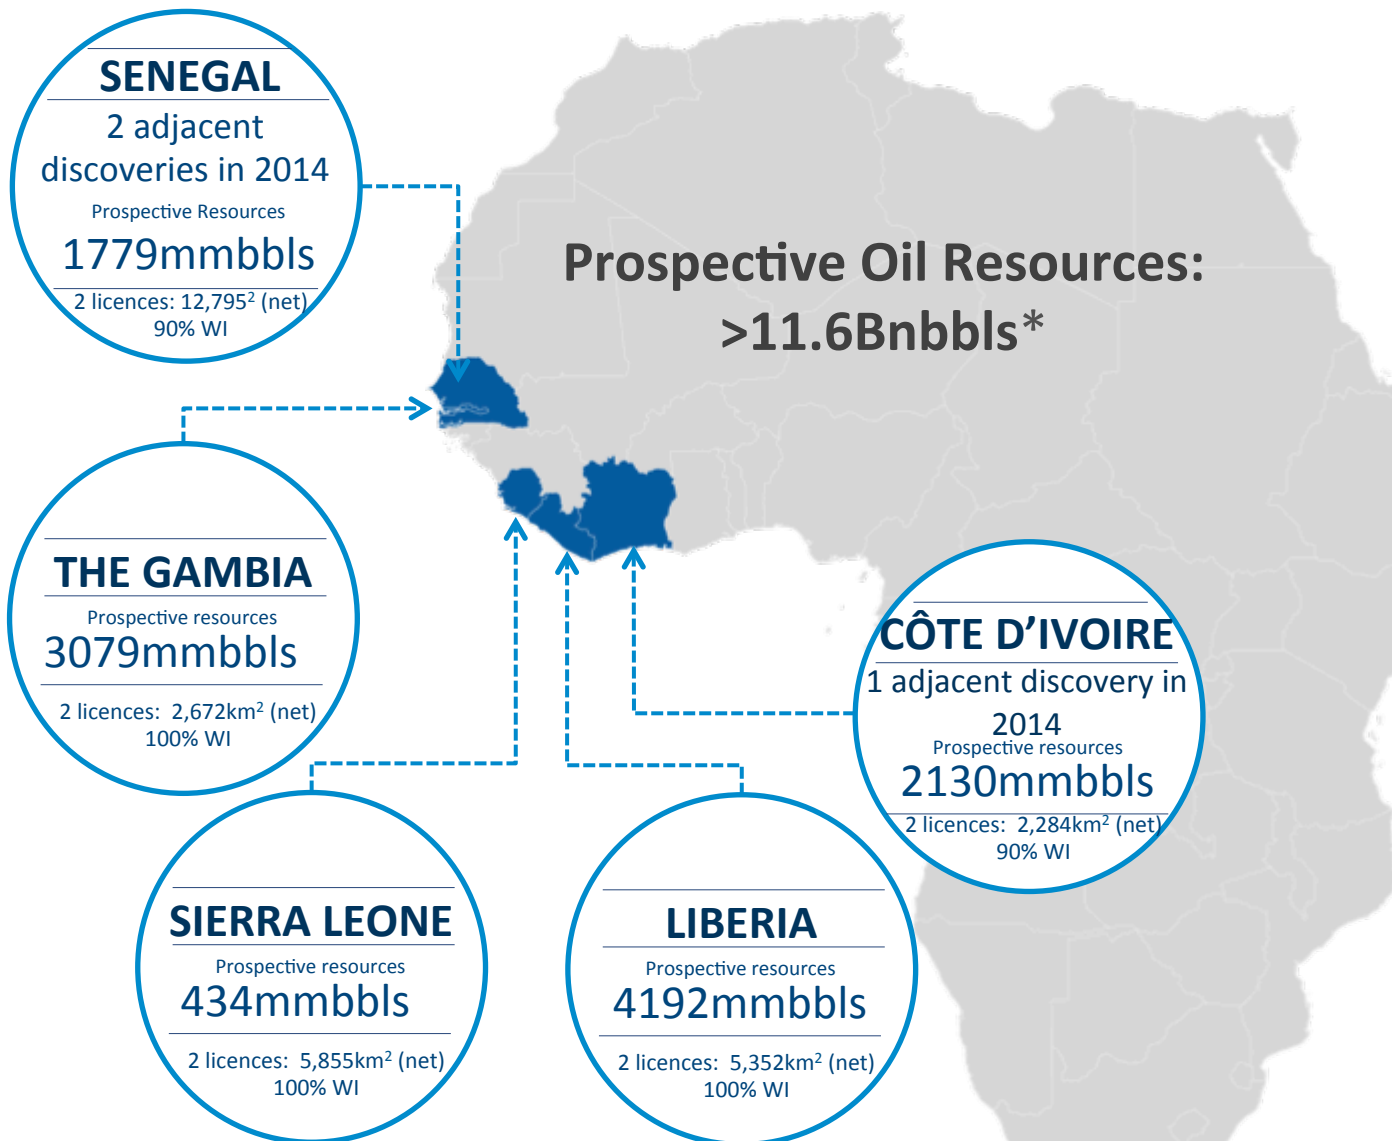 SENEGAL
2 adjacent
discoveries in 2014
Prospective Resources
1779mmbbls
2 licences: 12,795² (net)
90% WI
Prospective Oil Resources:
>11.6Bnbbls*
THE GAMBIA
Prospective resources
3079mmbbls
2 licences: 2,672km² (net)
100% WI
CÔTE D’IVOIRE
1 adjacent discovery in
2014
Prospective resources
2130mmbbls
2 licences: 2,284km² (net)
90% WI
SIERRA LEONE
Prospective resources
434mmbbls
2 licences: 5,855km² (net)
100% WI
LIBERIA
Prospective resources
4192mmbbls
2 licences: 5,352km² (net)
100% WI